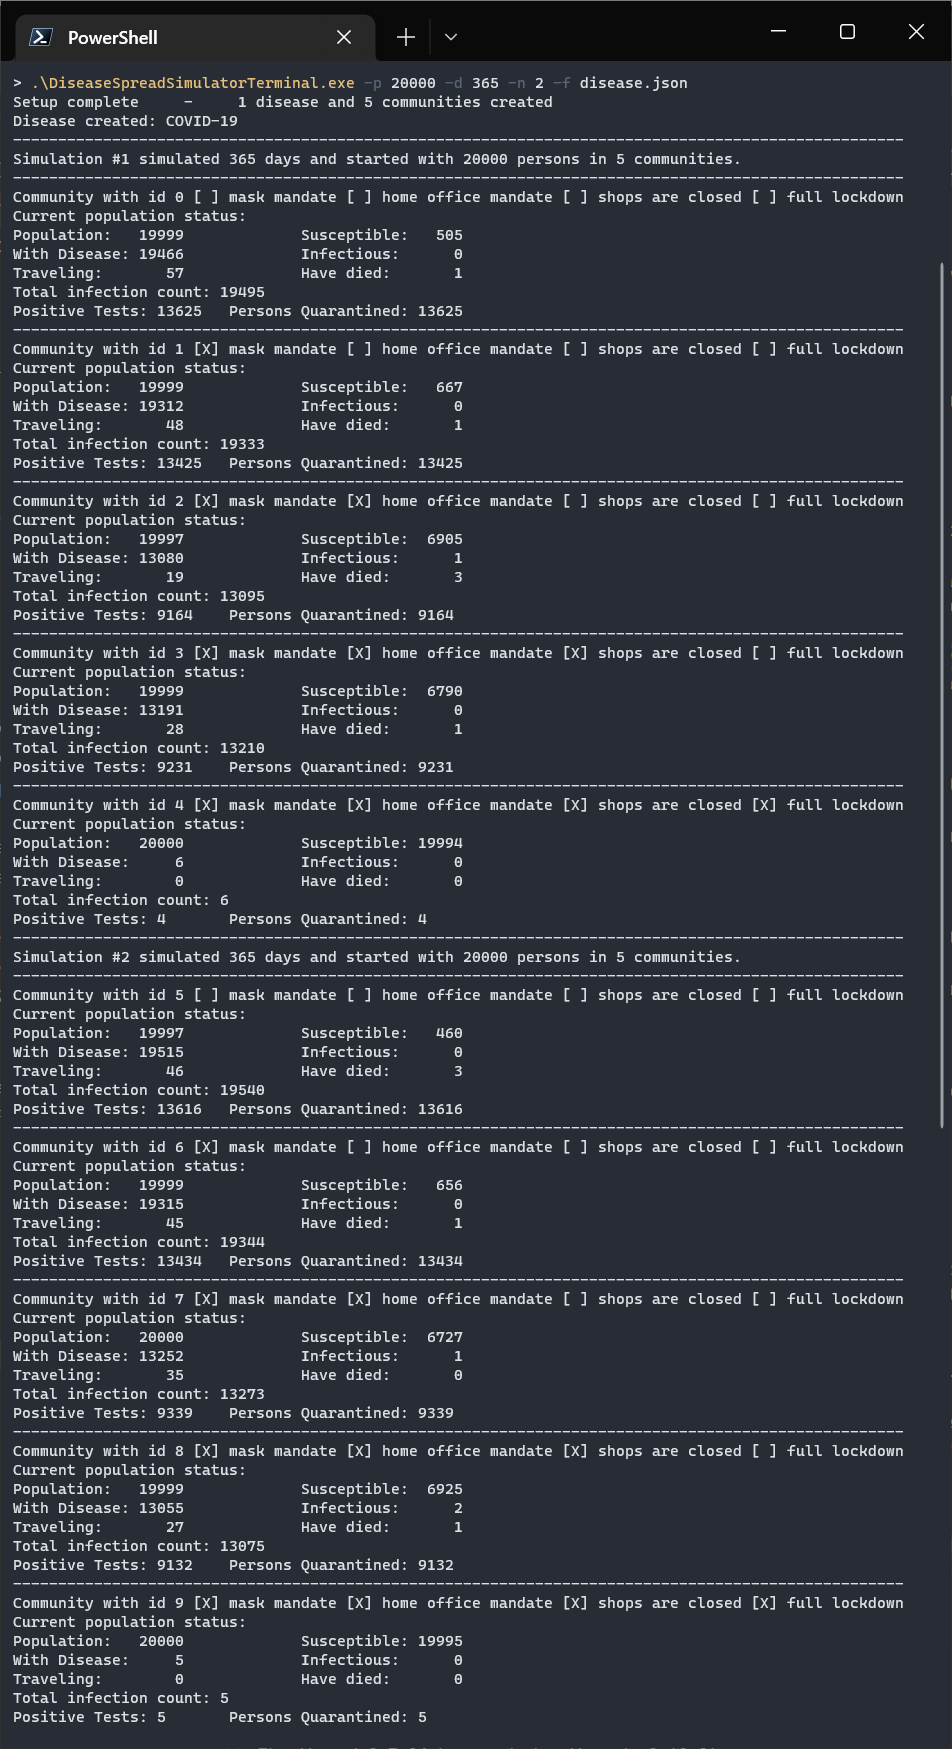 PowerShell
> .\DiseaseSpreadSimulatorTerminal.exe -p 20000 -d 365 -n 2 -f disease.json
Setup complete     -     1 disease and 5 communities created
Disease created: COVID-19
---------------------------------------------------------------------------------------------------
Simulation #1 simulated 365 days and started with 20000 persons in 5 communities.
---------------------------------------------------------------------------------------------------
Community with id 0 [ ] mask mandate [ ] home office mandate [ ] shops are closed [ ] full lockdown
Current population status:
Population:   19999             Susceptible:   505
With Disease: 19466             Infectious:      0
Traveling:       57             Have died:       1
Total infection count: 19495
Positive Tests: 13625   Persons Quarantined: 13625
---------------------------------------------------------------------------------------------------
Community with id 1 [X] mask mandate [ ] home office mandate [ ] shops are closed [ ] full lockdown
Current population status:
Population:   19999             Susceptible:   667
With Disease: 19312             Infectious:      0
Traveling:       48             Have died:       1
Total infection count: 19333
Positive Tests: 13425   Persons Quarantined: 13425
---------------------------------------------------------------------------------------------------
Community with id 2 [X] mask mandate [X] home office mandate [ ] shops are closed [ ] full lockdown
Current population status:
Population:   19997             Susceptible:  6905
With Disease: 13080             Infectious:      1
Traveling:       19             Have died:       3
Total infection count: 13095
Positive Tests: 9164    Persons Quarantined: 9164
---------------------------------------------------------------------------------------------------
Community with id 3 [X] mask mandate [X] home office mandate [X] shops are closed [ ] full lockdown
Current population status:
Population:   19999             Susceptible:  6790
With Disease: 13191             Infectious:      0
Traveling:       28             Have died:       1
Total infection count: 13210
Positive Tests: 9231    Persons Quarantined: 9231
---------------------------------------------------------------------------------------------------
Community with id 4 [X] mask mandate [X] home office mandate [X] shops are closed [X] full lockdown
Current population status:
Population:   20000             Susceptible: 19994
With Disease:     6             Infectious:      0
Traveling:        0             Have died:       0
Total infection count: 6
Positive Tests: 4       Persons Quarantined: 4
---------------------------------------------------------------------------------------------------
Simulation #2 simulated 365 days and started with 20000 persons in 5 communities.
---------------------------------------------------------------------------------------------------
Community with id 5 [ ] mask mandate [ ] home office mandate [ ] shops are closed [ ] full lockdown
Current population status:
Population:   19997             Susceptible:   460
With Disease: 19515             Infectious:      0
Traveling:       46             Have died:       3
Total infection count: 19540
Positive Tests: 13616   Persons Quarantined: 13616
---------------------------------------------------------------------------------------------------
Community with id 6 [X] mask mandate [ ] home office mandate [ ] shops are closed [ ] full lockdown
Current population status:
Population:   19999             Susceptible:   656
With Disease: 19315             Infectious:      0
Traveling:       45             Have died:       1
Total infection count: 19344
Positive Tests: 13434   Persons Quarantined: 13434
---------------------------------------------------------------------------------------------------
Community with id 7 [X] mask mandate [X] home office mandate [ ] shops are closed [ ] full lockdown
Current population status:
Population:   20000             Susceptible:  6727
With Disease: 13252             Infectious:      1
Traveling:       35             Have died:       0
Total infection count: 13273
Positive Tests: 9339    Persons Quarantined: 9339
---------------------------------------------------------------------------------------------------
Community with id 8 [X] mask mandate [X] home office mandate [X] shops are closed [ ] full lockdown
Current population status:
Population:   19999             Susceptible:  6925
With Disease: 13055             Infectious:      2
Traveling:       27             Have died:       1
Total infection count: 13075
Positive Tests: 9132    Persons Quarantined: 9132
---------------------------------------------------------------------------------------------------
Community with id 9 [X] mask mandate [X] home office mandate [X] shops are closed [X] full lockdown
Current population status:
Population:   20000             Susceptible: 19995
With Disease:     5             Infectious:      0
Traveling:        0             Have died:       0
Total infection count: 5
Positive Tests: 5       Persons Quarantined: 5